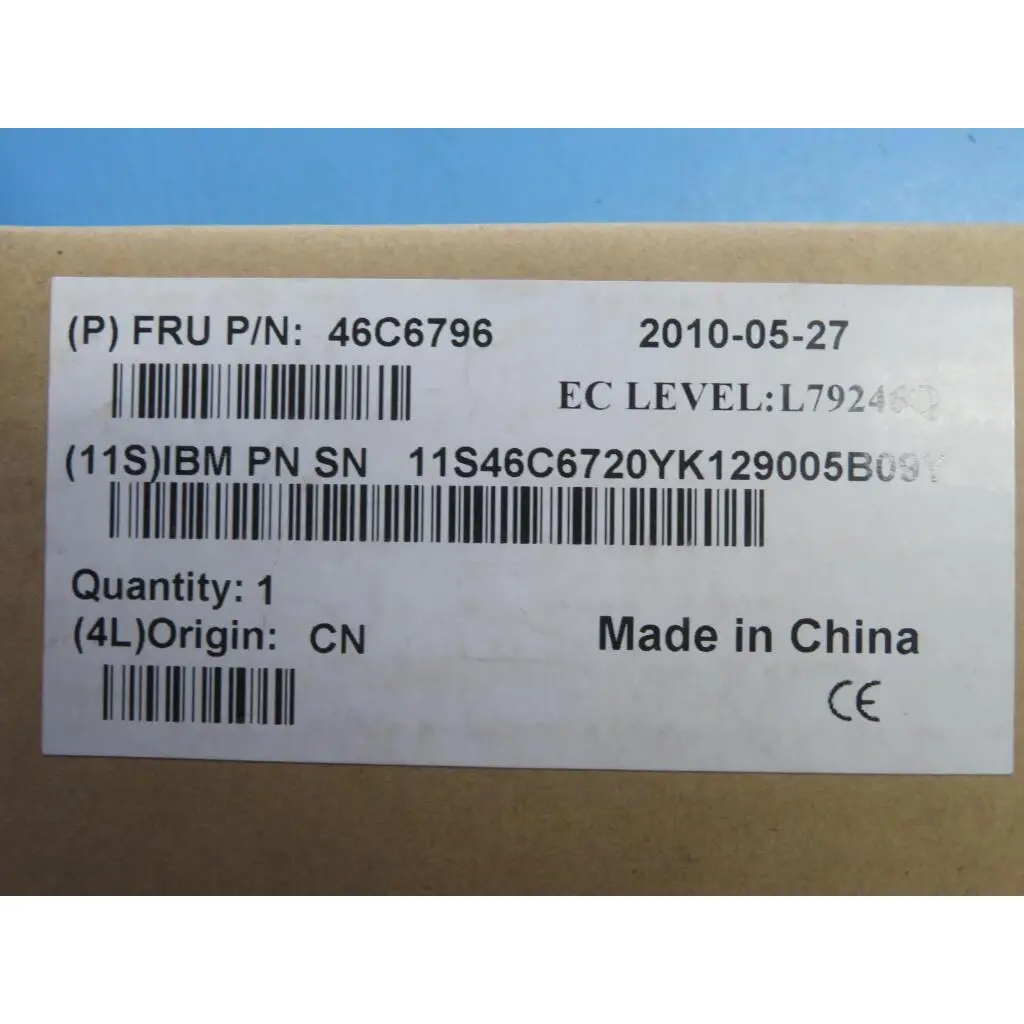 (P) FRU P/N: 46C6796 2010-05-27
EC LEVEL:
(11S)IBM PN SN 11S46C6720YK129005B09Y
Quantity: 1
(4L)Origin: CN Made in China
CE